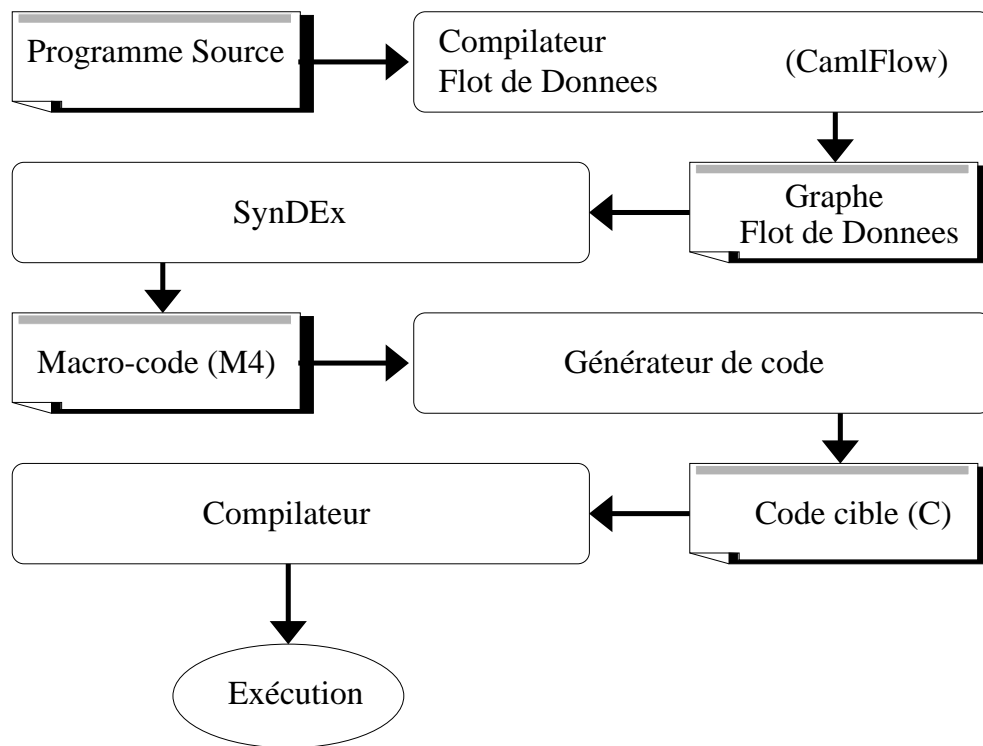 Programme Source
Compilateur
Flot de Donnees (CamlFlow)
SynDEx
Graphe
Flot de Donnees
Macro-code (M4)
Générateur de code
Compilateur
Code cible (C)
Exécution